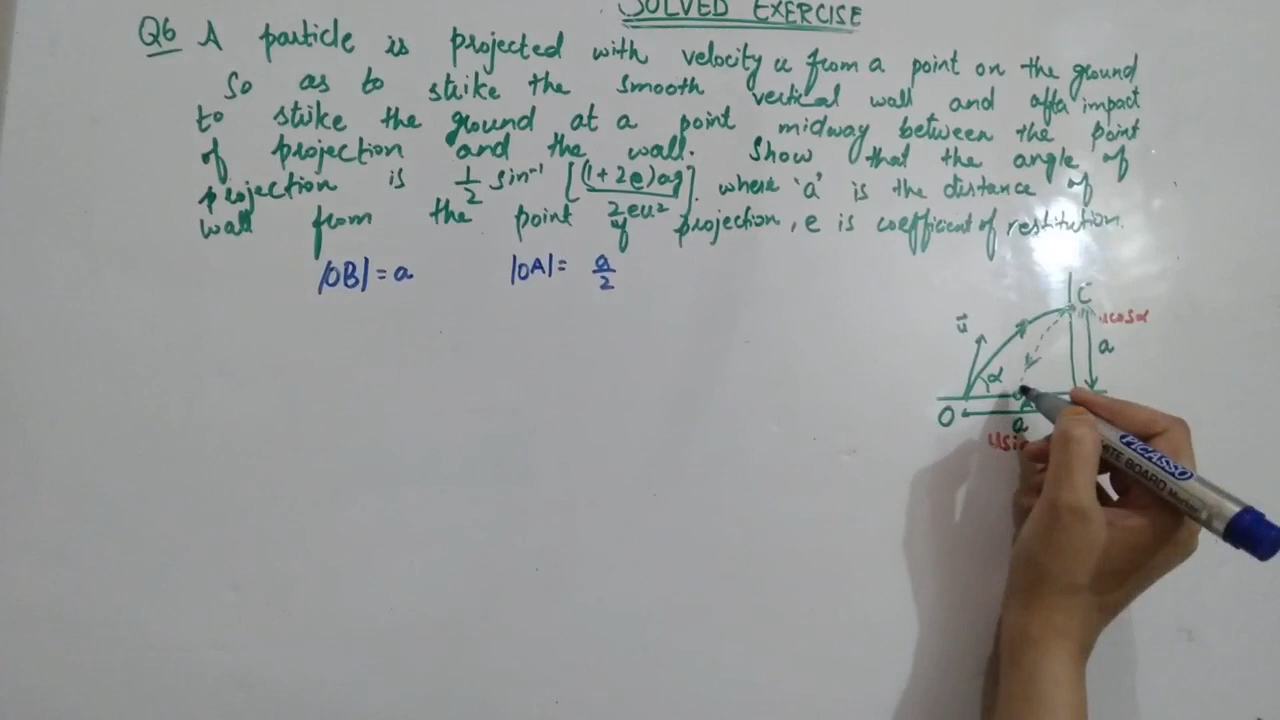 SOLVED EXERCISE
Q6 A particle is projected with velocity u from a point on the ground
So as to strike the smooth vertical wall and after impact
to strike the ground at a point midway between the point
of projection and the wall. Show that the angle of
projection is 1/2 sin⁻¹ [(1+2e)ag / 2eu²]. where 'a' is the distance of
wall from the point of projection, e is coefficient of restitution.
|OB| = a |OA| = a/2
C
ucosα
u⃗
a
α
O
A
a
usi
PICASSO
WHITE BOARD Marker